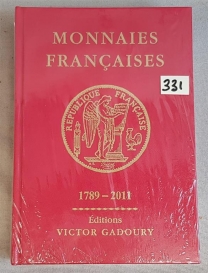 MONNAIES
FRANÇAISES
331
RÉPUBLIQUE FRANÇAISE
1789 – 2011
Éditions
VICTOR GADOURY